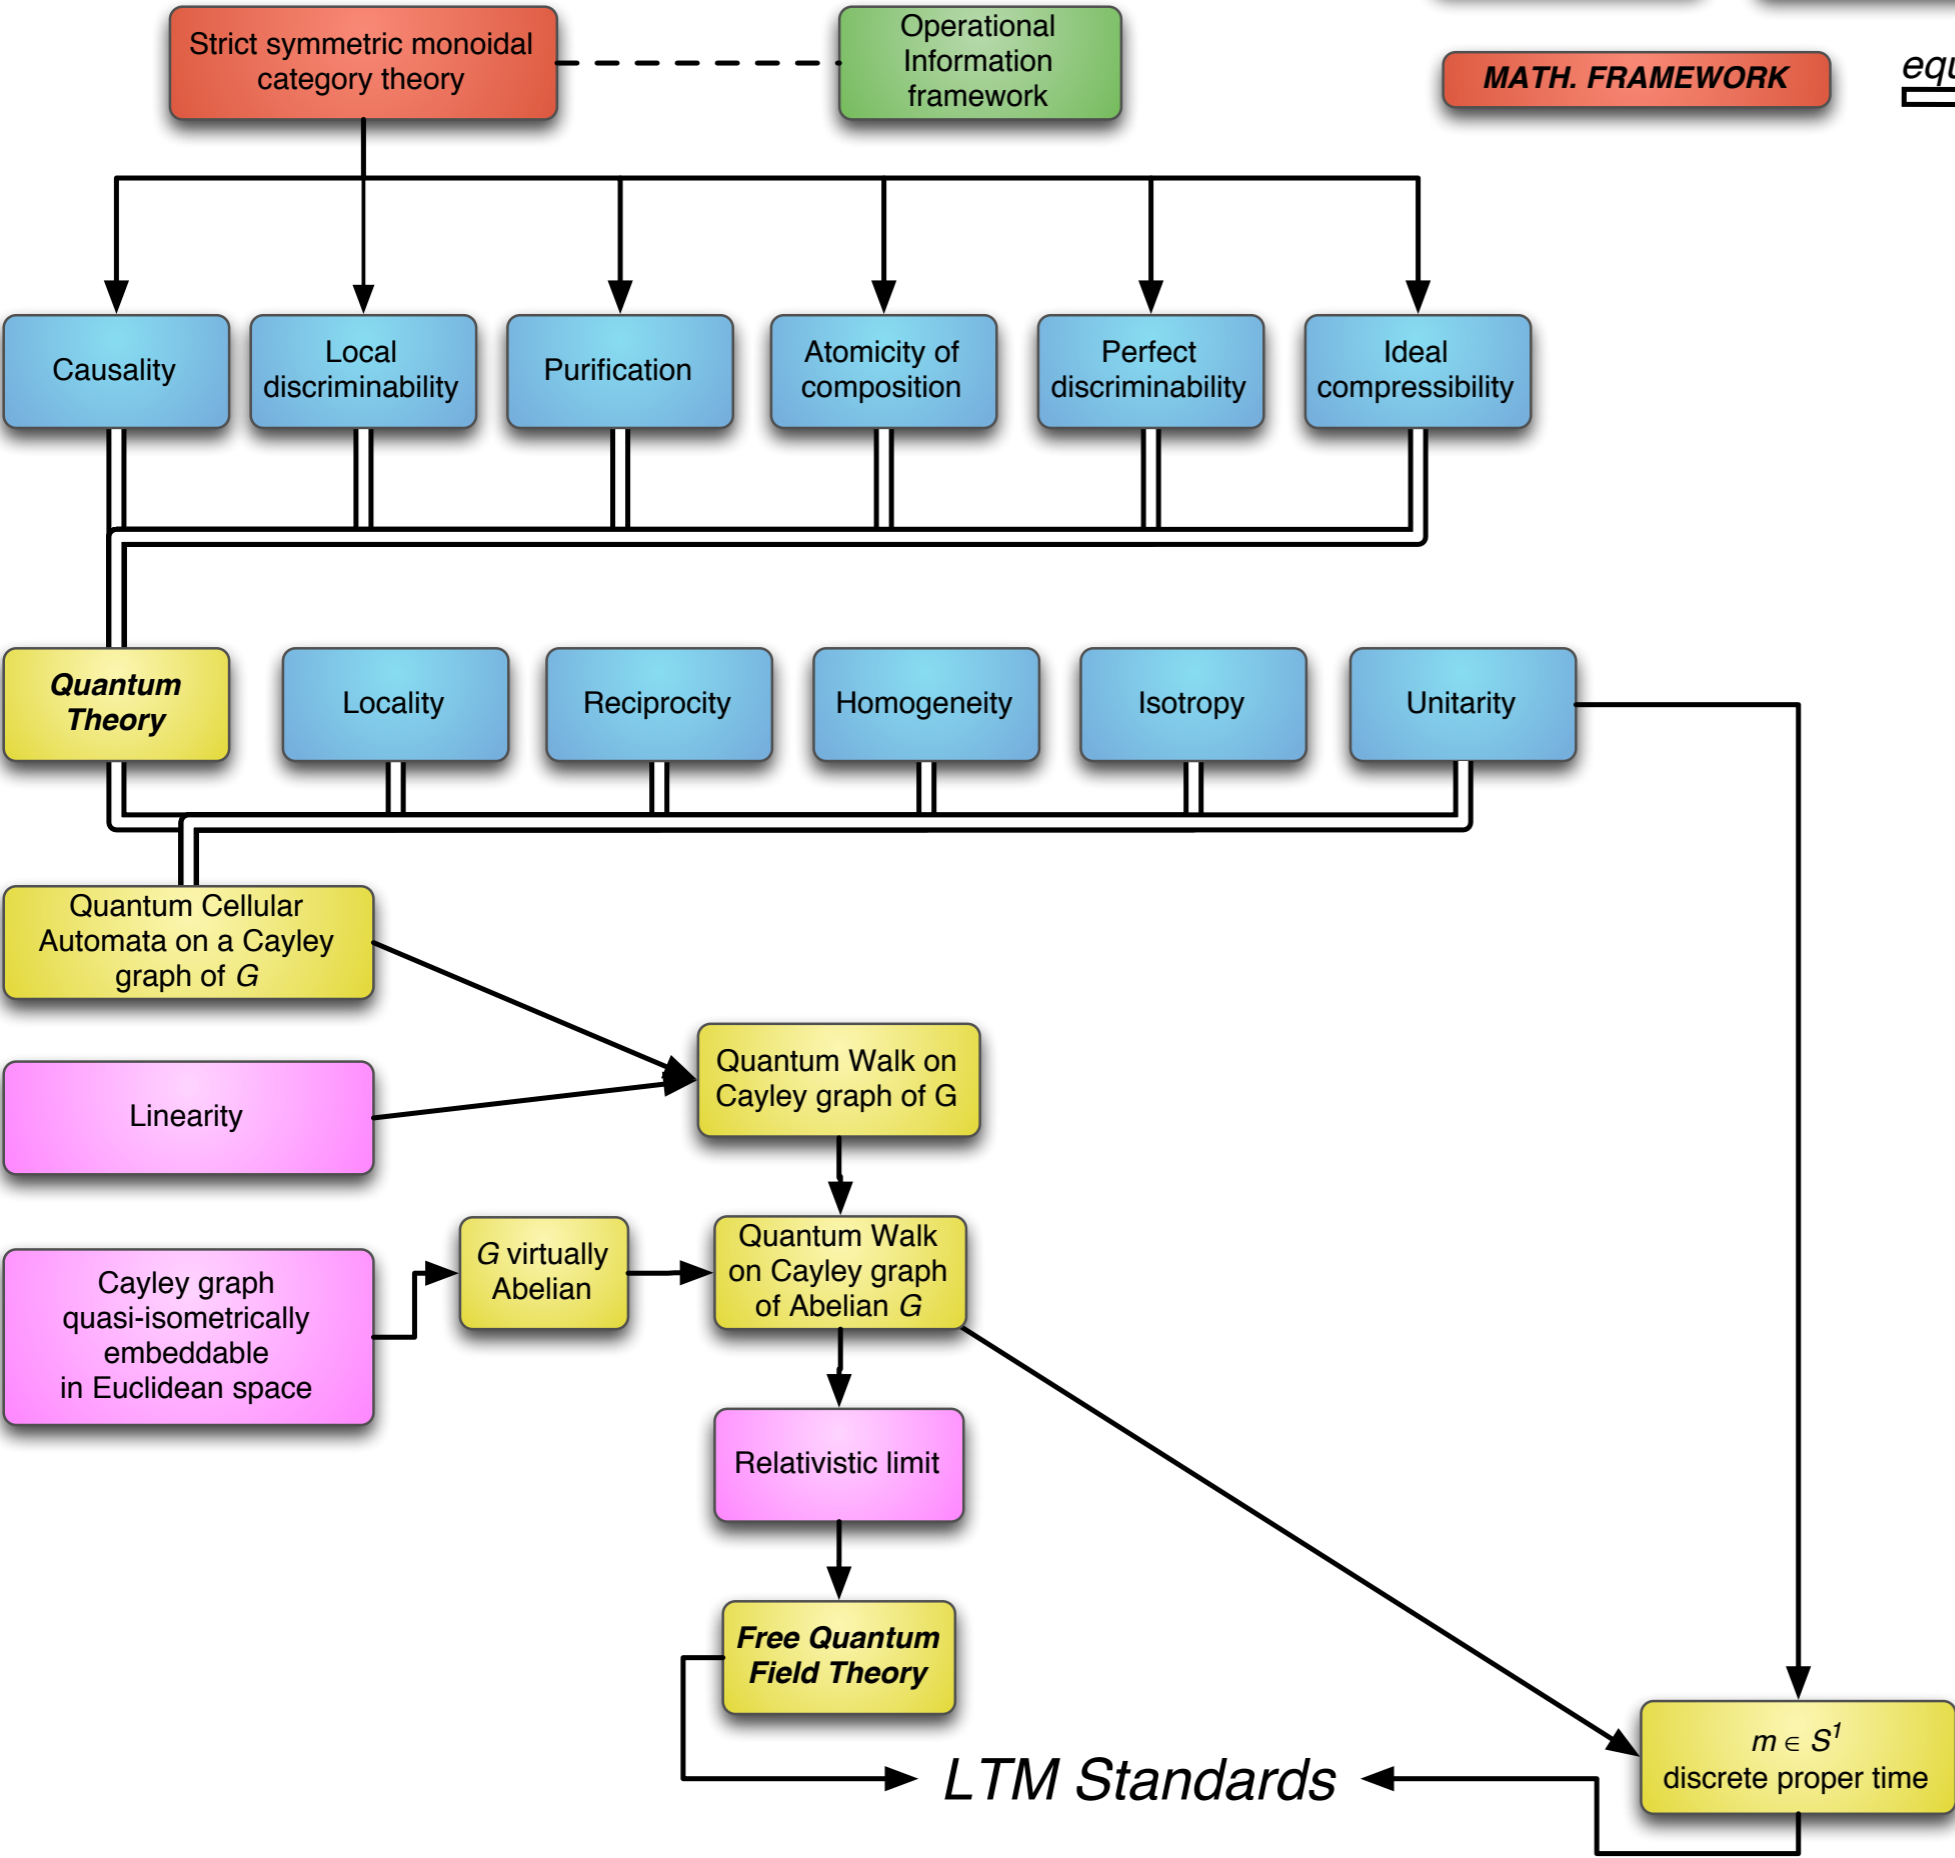 Strict symmetric monoidal
category theory
Operational
Information
framework
MATH. FRAMEWORK
Causality
Local
discriminability
Purification
Atomicity of
composition
Perfect
discriminability
Ideal
compressibility
Quantum
Theory
Locality
Reciprocity
Homogeneity
Isotropy
Unitarity
Quantum Cellular
Automata on a Cayley
graph of G
Linearity
Quantum Walk on
Cayley graph of G
Cayley graph
quasi-isometrically
embeddable
in Euclidean space
G virtually
Abelian
Quantum Walk
on Cayley graph
of Abelian G
Relativistic limit
Free Quantum
Field Theory
LTM Standards
m ∈ S¹
discrete proper time